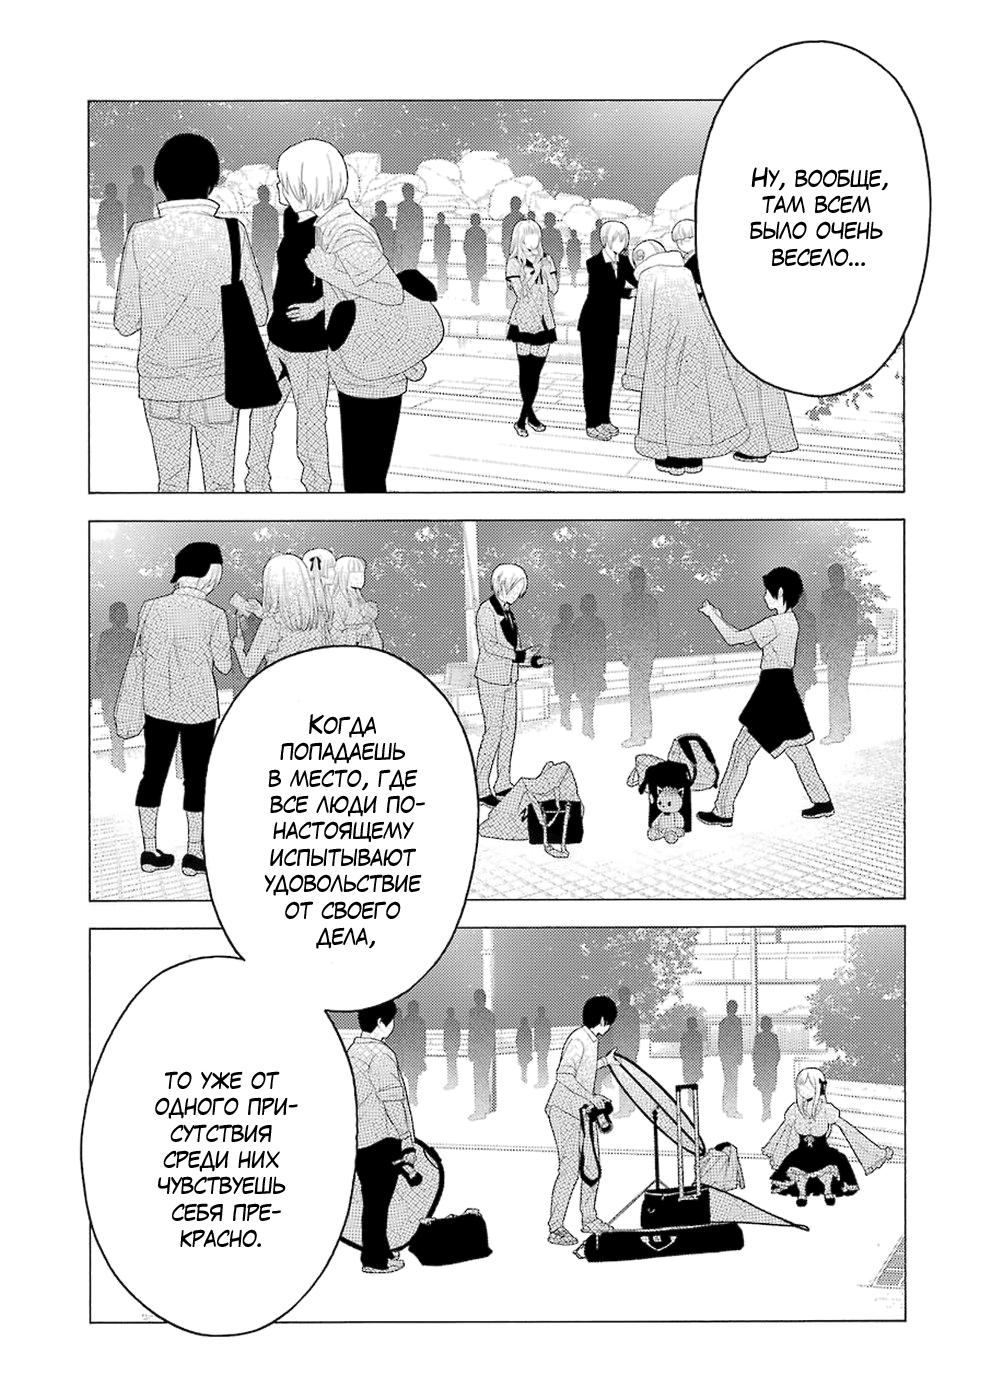 Ну, вообще,
там всем
было очень
весело...
Когда
попадаешь
в место, где
все люди по-
настоящему
испытывают
удовольствие
от своего
дела,
то уже от
одного при-
сутствия
среди них
чувствуешь
себя пре-
красно.